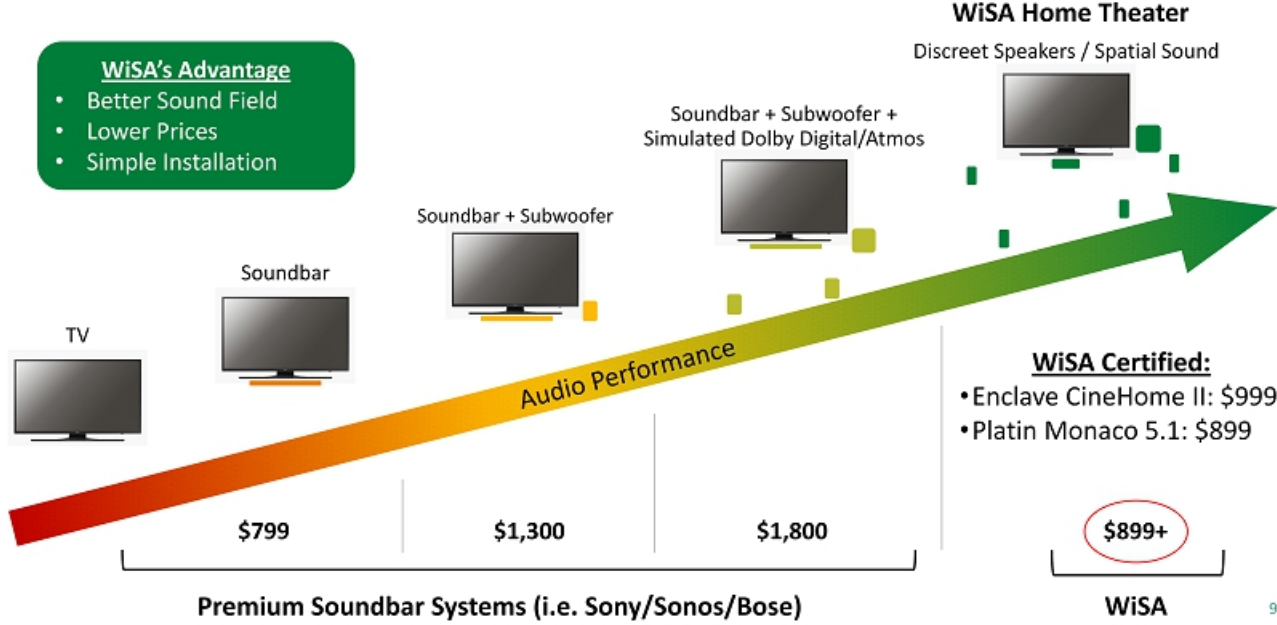 WiSA Home Theater
Discreet Speakers / Spatial Sound
WiSA's Advantage
• Better Sound Field
• Lower Prices
• Simple Installation
Soundbar + Subwoofer +
Simulated Dolby Digital/Atmos
Soundbar + Subwoofer
Soundbar
TV
Audio Performance
WiSA Certified:
•Enclave CineHome II: $999
•Platin Monaco 5.1: $899
$799
$1,300
$1,800
$899+
Premium Soundbar Systems (i.e. Sony/Sonos/Bose)
WiSA
9